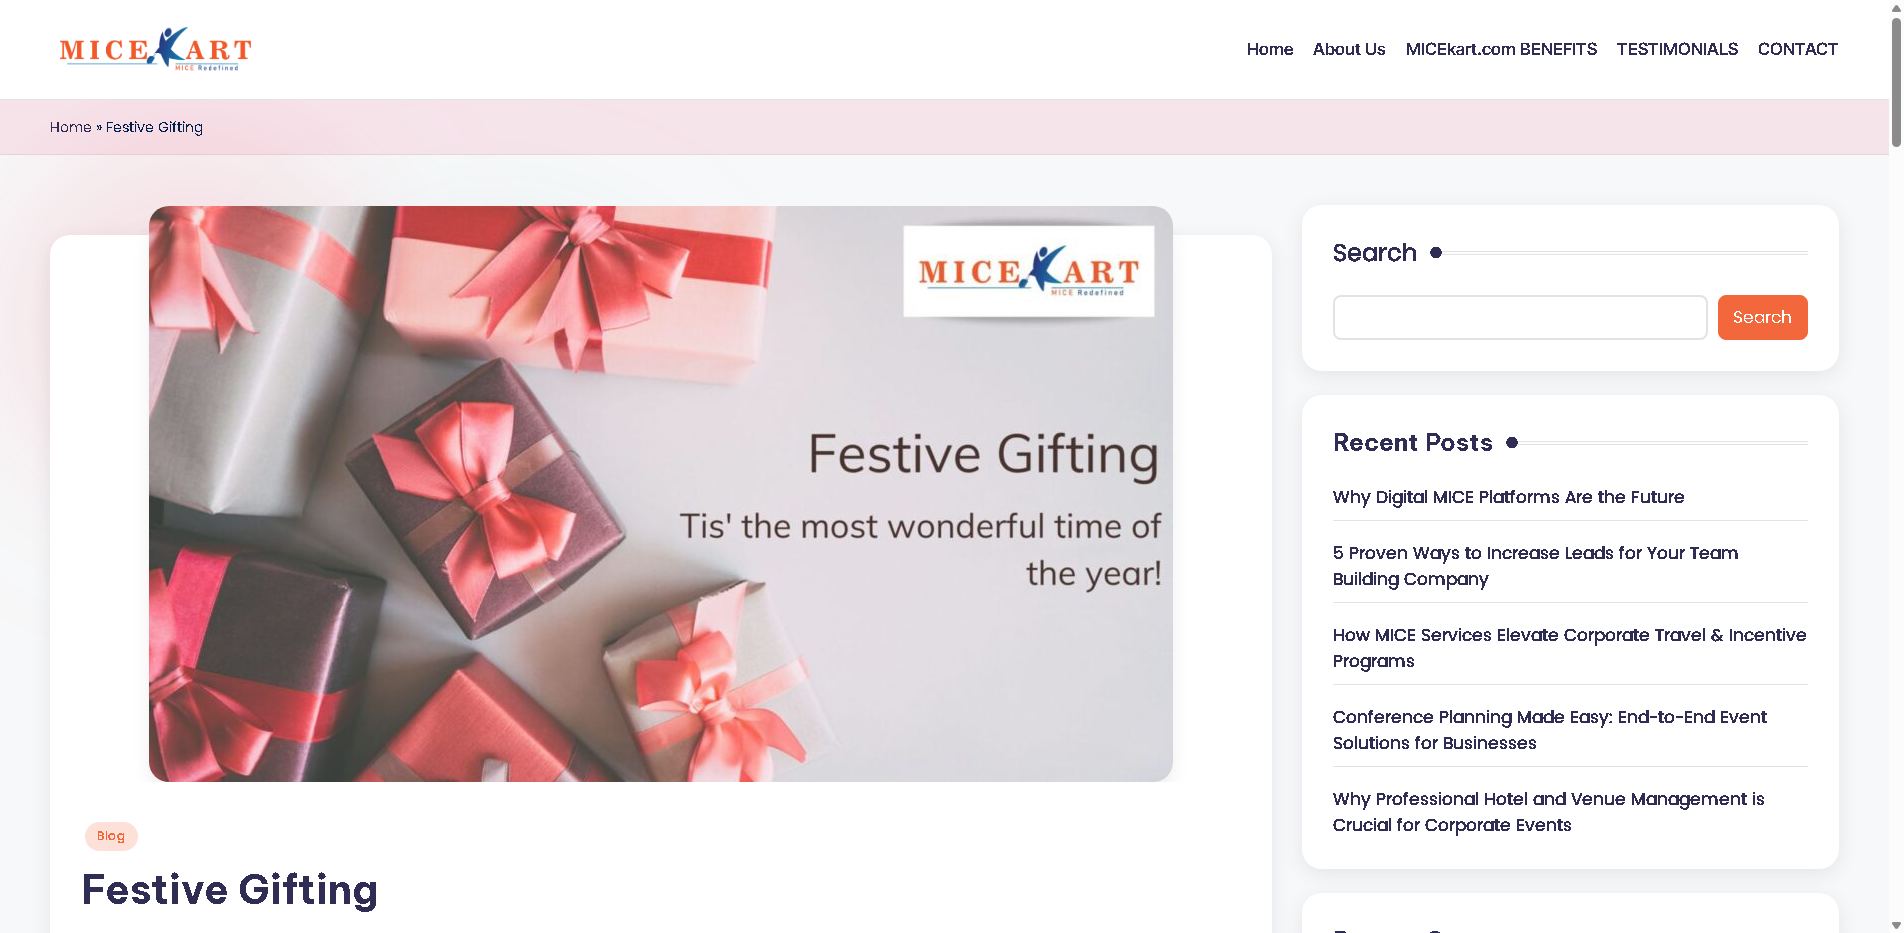 MICEKART
MICE Redefined
Home
About Us
MICEkart.com BENEFITS
TESTIMONIALS
CONTACT
Home » Festive Gifting
MICEKART
MICE Redefined
Festive Gifting
Tis' the most wonderful time of
the year!
Blog
Festive Gifting
Search
Search
Recent Posts
Why Digital MICE Platforms Are the Future
5 Proven Ways to Increase Leads for Your Team
Building Company
How MICE Services Elevate Corporate Travel & Incentive
Programs
Conference Planning Made Easy: End-to-End Event
Solutions for Businesses
Why Professional Hotel and Venue Management is
Crucial for Corporate Events